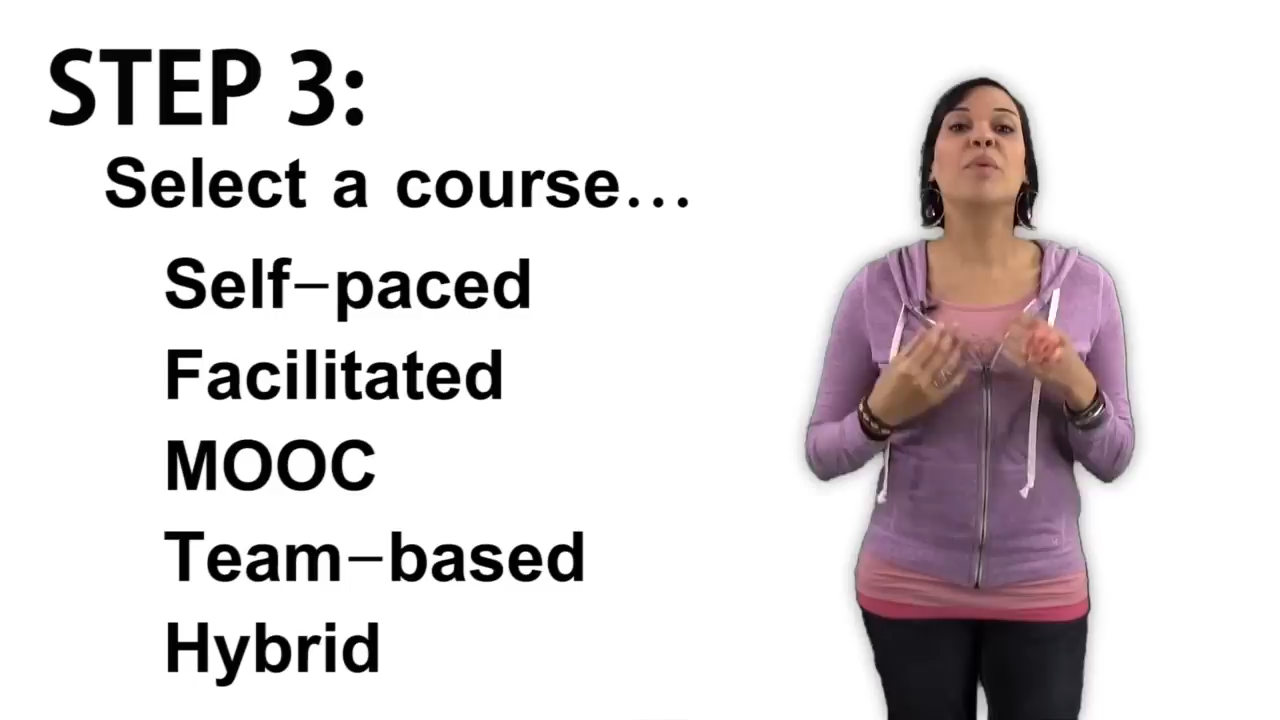 STEP 3:
Select a course...
Self-paced
Facilitated
MOOC
Team-based
Hybrid